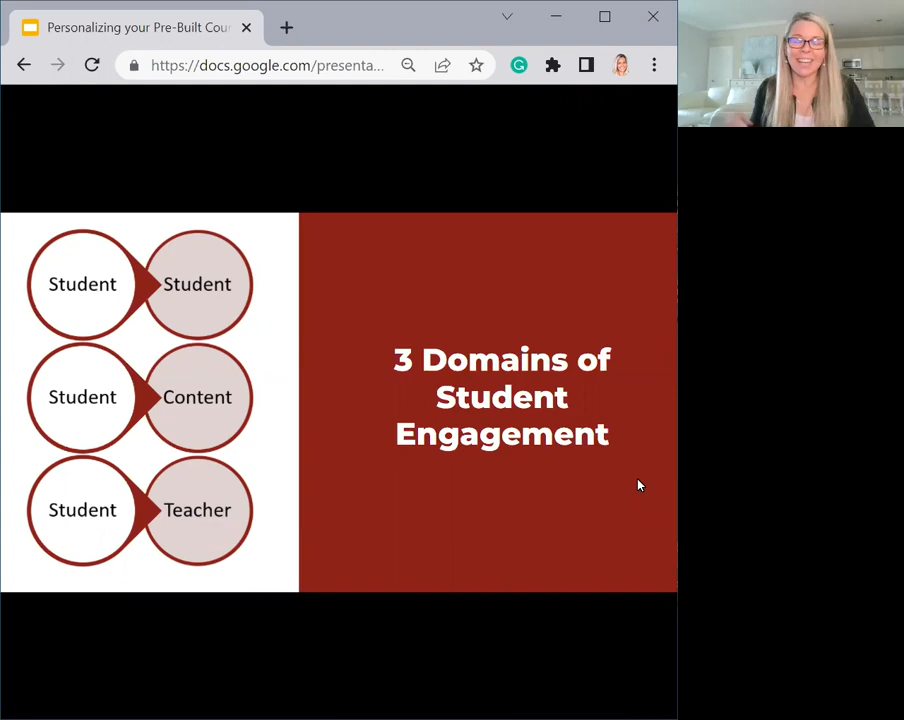 Personalizing your Pre-Built Cour
https://docs.google.com/presenta...
Student
Student
Student
Content
Student
Teacher
3 Domains of
Student
Engagement